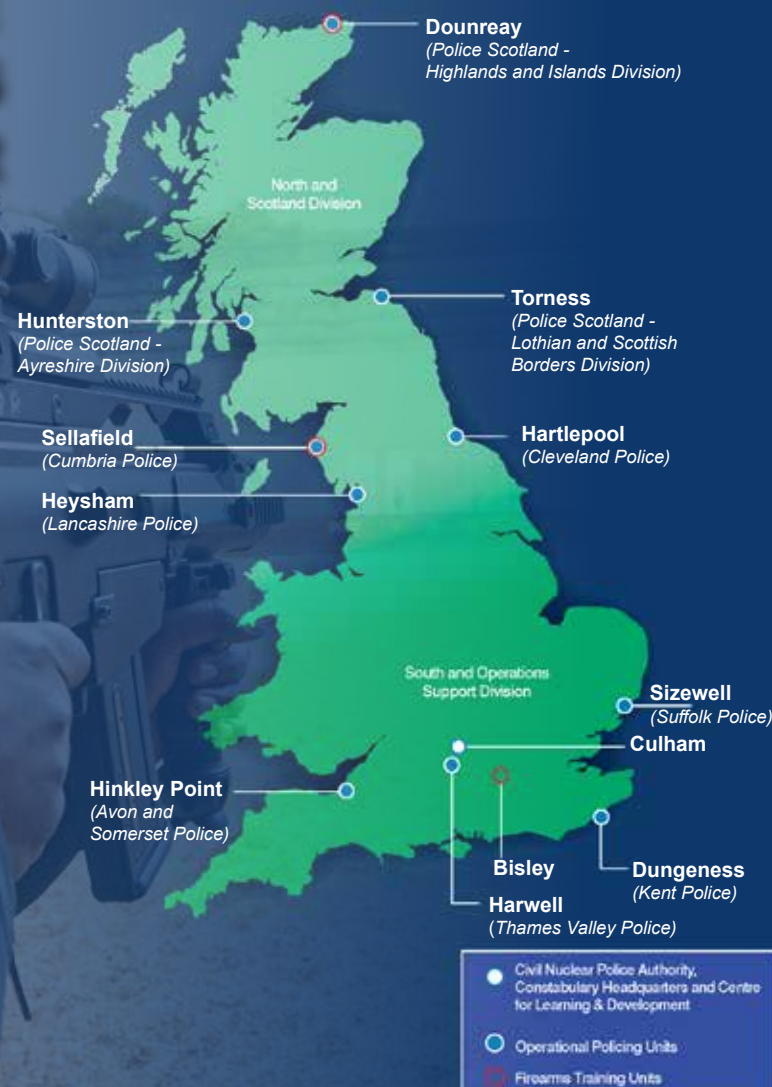 Dounreay
(Police Scotland -
Highlands and Islands Division)
North and
Scotland Division
Torness
(Police Scotland -
Lothian and Scottish
Borders Division)
Hunterston
(Police Scotland -
Ayreshire Division)
Sellafield
(Cumbria Police)
Hartlepool
(Cleveland Police)
Heysham
(Lancashire Police)
South and Operations
Support Division
Sizewell
(Suffolk Police)
Culham
Hinkley Point
(Avon and
Somerset Police)
Bisley
Dungeness
(Kent Police)
Harwell
(Thames Valley Police)
Civil Nuclear Police Authority,
Constabulary Headquarters and Centre
for Learning & Development
Operational Policing Units
Firearms Training Units